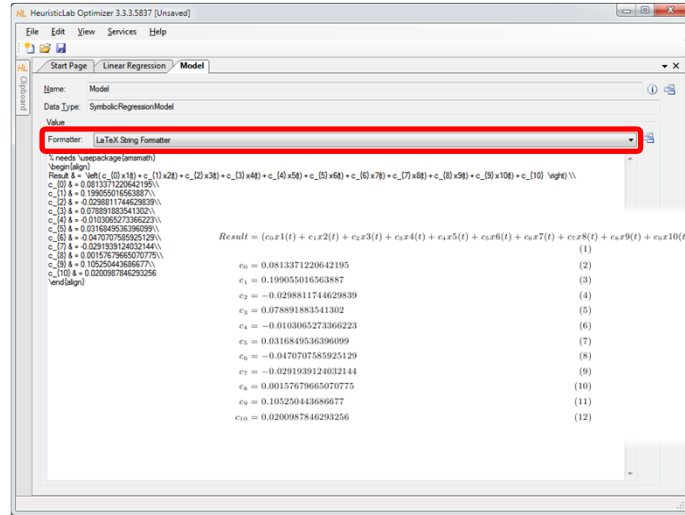 HL HeuristicLab Optimizer 3.3.3.5837 [Unsaved]
File Edit View Services Help
HL Start Page Linear Regression Model
Clipboard
Name: Model
Data Type: SymbolicRegressionModel
Value
Formatter: LaTeX String Formatter
% needs \usepackage{amsmath}
\begin{align}
Result & = \left( c_{0} x1(t) + c_{1} x2(t) + c_{2} x3(t) + c_{3} x4(t) + c_{4} x5(t) + c_{5} x6(t) + c_{6} x7(t) + c_{7} x8(t) + c_{8} x9(t) + c_{9} x10(t) + c_{10} \right) \\
c_{0} & = 0.0813371220642195\\
c_{1} & = 0.199055016563887\\
c_{2} & = -0.0298811744629839\\
c_{3} & = 0.078891883541302\\
c_{4} & = -0.0103065273366223\\
c_{5} & = 0.0316849536396099\\
c_{6} & = -0.0470707585925129\\
c_{7} & = -0.0291939124032144\\
c_{8} & = 0.00157679665070775\\
c_{9} & = 0.105250443686677\\
c_{10} & = 0.0200987846293256
\end{align}
Result = (c₀x1(t) + c₁x2(t) + c₂x3(t) + c₃x4(t) + c₄x5(t) + c₅x6(t) + c₆x7(t) + c₇x8(t) + c₈x9(t) + c₉x10(t
(1)
c₀ = 0.0813371220642195 (2)
c₁ = 0.199055016563887 (3)
c₂ = −0.0298811744629839 (4)
c₃ = 0.078891883541302 (5)
c₄ = −0.0103065273366223 (6)
c₅ = 0.0316849536396099 (7)
c₆ = −0.0470707585925129 (8)
c₇ = −0.0291939124032144 (9)
c₈ = 0.00157679665070775 (10)
c₉ = 0.105250443686677 (11)
c₁₀ = 0.0200987846293256 (12)